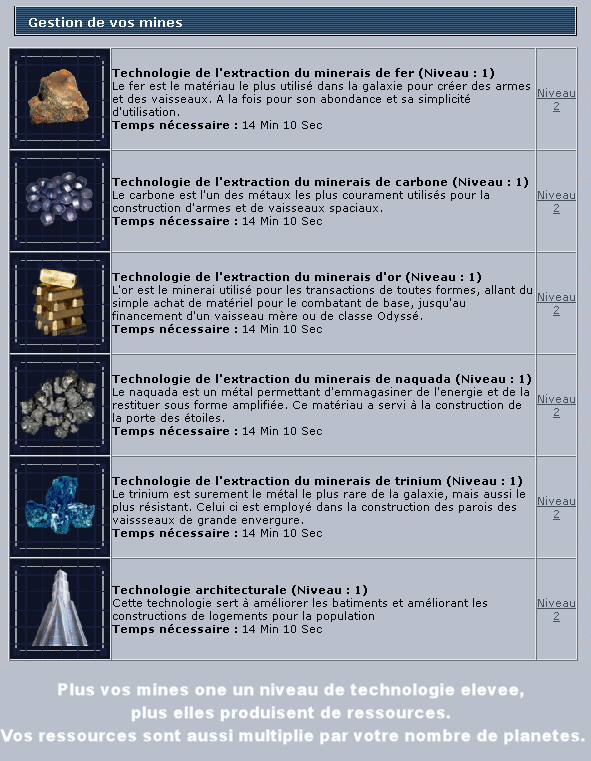 Gestion de vos mines
Technologie de l'extraction du minerais de fer (Niveau : 1)
Le fer est le matériau le plus utilisé dans la galaxie pour créer des armes
et des vaisseaux. A la fois pour son abondance et sa simplicité
d'utilisation.
Temps nécessaire : 14 Min 10 Sec
Niveau
2
Technologie de l'extraction du minerais de carbone (Niveau : 1)
Le carbone est l'un des métaux les plus courament utilisés pour la
construction d'armes et de vaisseaux spaciaux.
Temps nécessaire : 14 Min 10 Sec
Niveau
2
Technologie de l'extraction du minerais d'or (Niveau : 1)
L'or est le minerai utilisé pour les transactions de toutes formes, allant du
simple achat de matériel pour le combatant de base, jusqu'au
financement d'un vaisseau mère ou de classe Odyssé.
Temps nécessaire : 14 Min 10 Sec
Niveau
2
Technologie de l'extraction du minerais de naquada (Niveau : 1)
Le naquada est un métal permettant d'emmagasiner de l'energie et de la
restituer sous forme amplifiée. Ce matériau a servi à la construction de
la porte des étoiles.
Temps nécessaire : 14 Min 10 Sec
Niveau
2
Technologie de l'extraction du minerais de trinium (Niveau : 1)
Le trinium est surement le métal le plus rare de la galaxie, mais aussi le
plus résistant. Celui ci est employé dans la construction des parois des
vaissseaux de grande envergure.
Temps nécessaire : 14 Min 10 Sec
Niveau
2
Technologie architecturale (Niveau : 1)
Cette technologie sert à améliorer les batiments et améliorant les
constructions de logements pour la population
Temps nécessaire : 14 Min 10 Sec
Niveau
2
Plus vos mines one un niveau de technologie elevee,
plus elles produisent de ressources.
Vos ressources sont aussi multiplie par votre nombre de planetes.